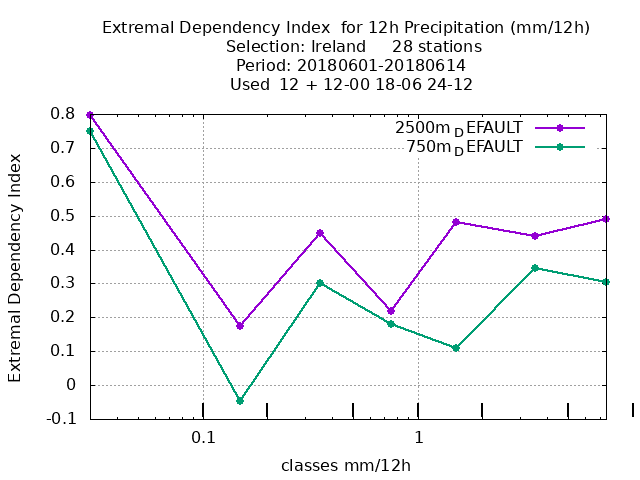 Extremal Dependency Index for 12h Precipitation (mm/12h)
Selection: Ireland 28 stations
Period: 20180601-20180614
Used 12 + 12-00 18-06 24-12
2500m_DEFAULT
750m_DEFAULT
0.8
0.7
0.6
0.5
0.4
0.3
0.2
0.1
0
-0.1
Extremal Dependency Index
0.1 1
classes mm/12h